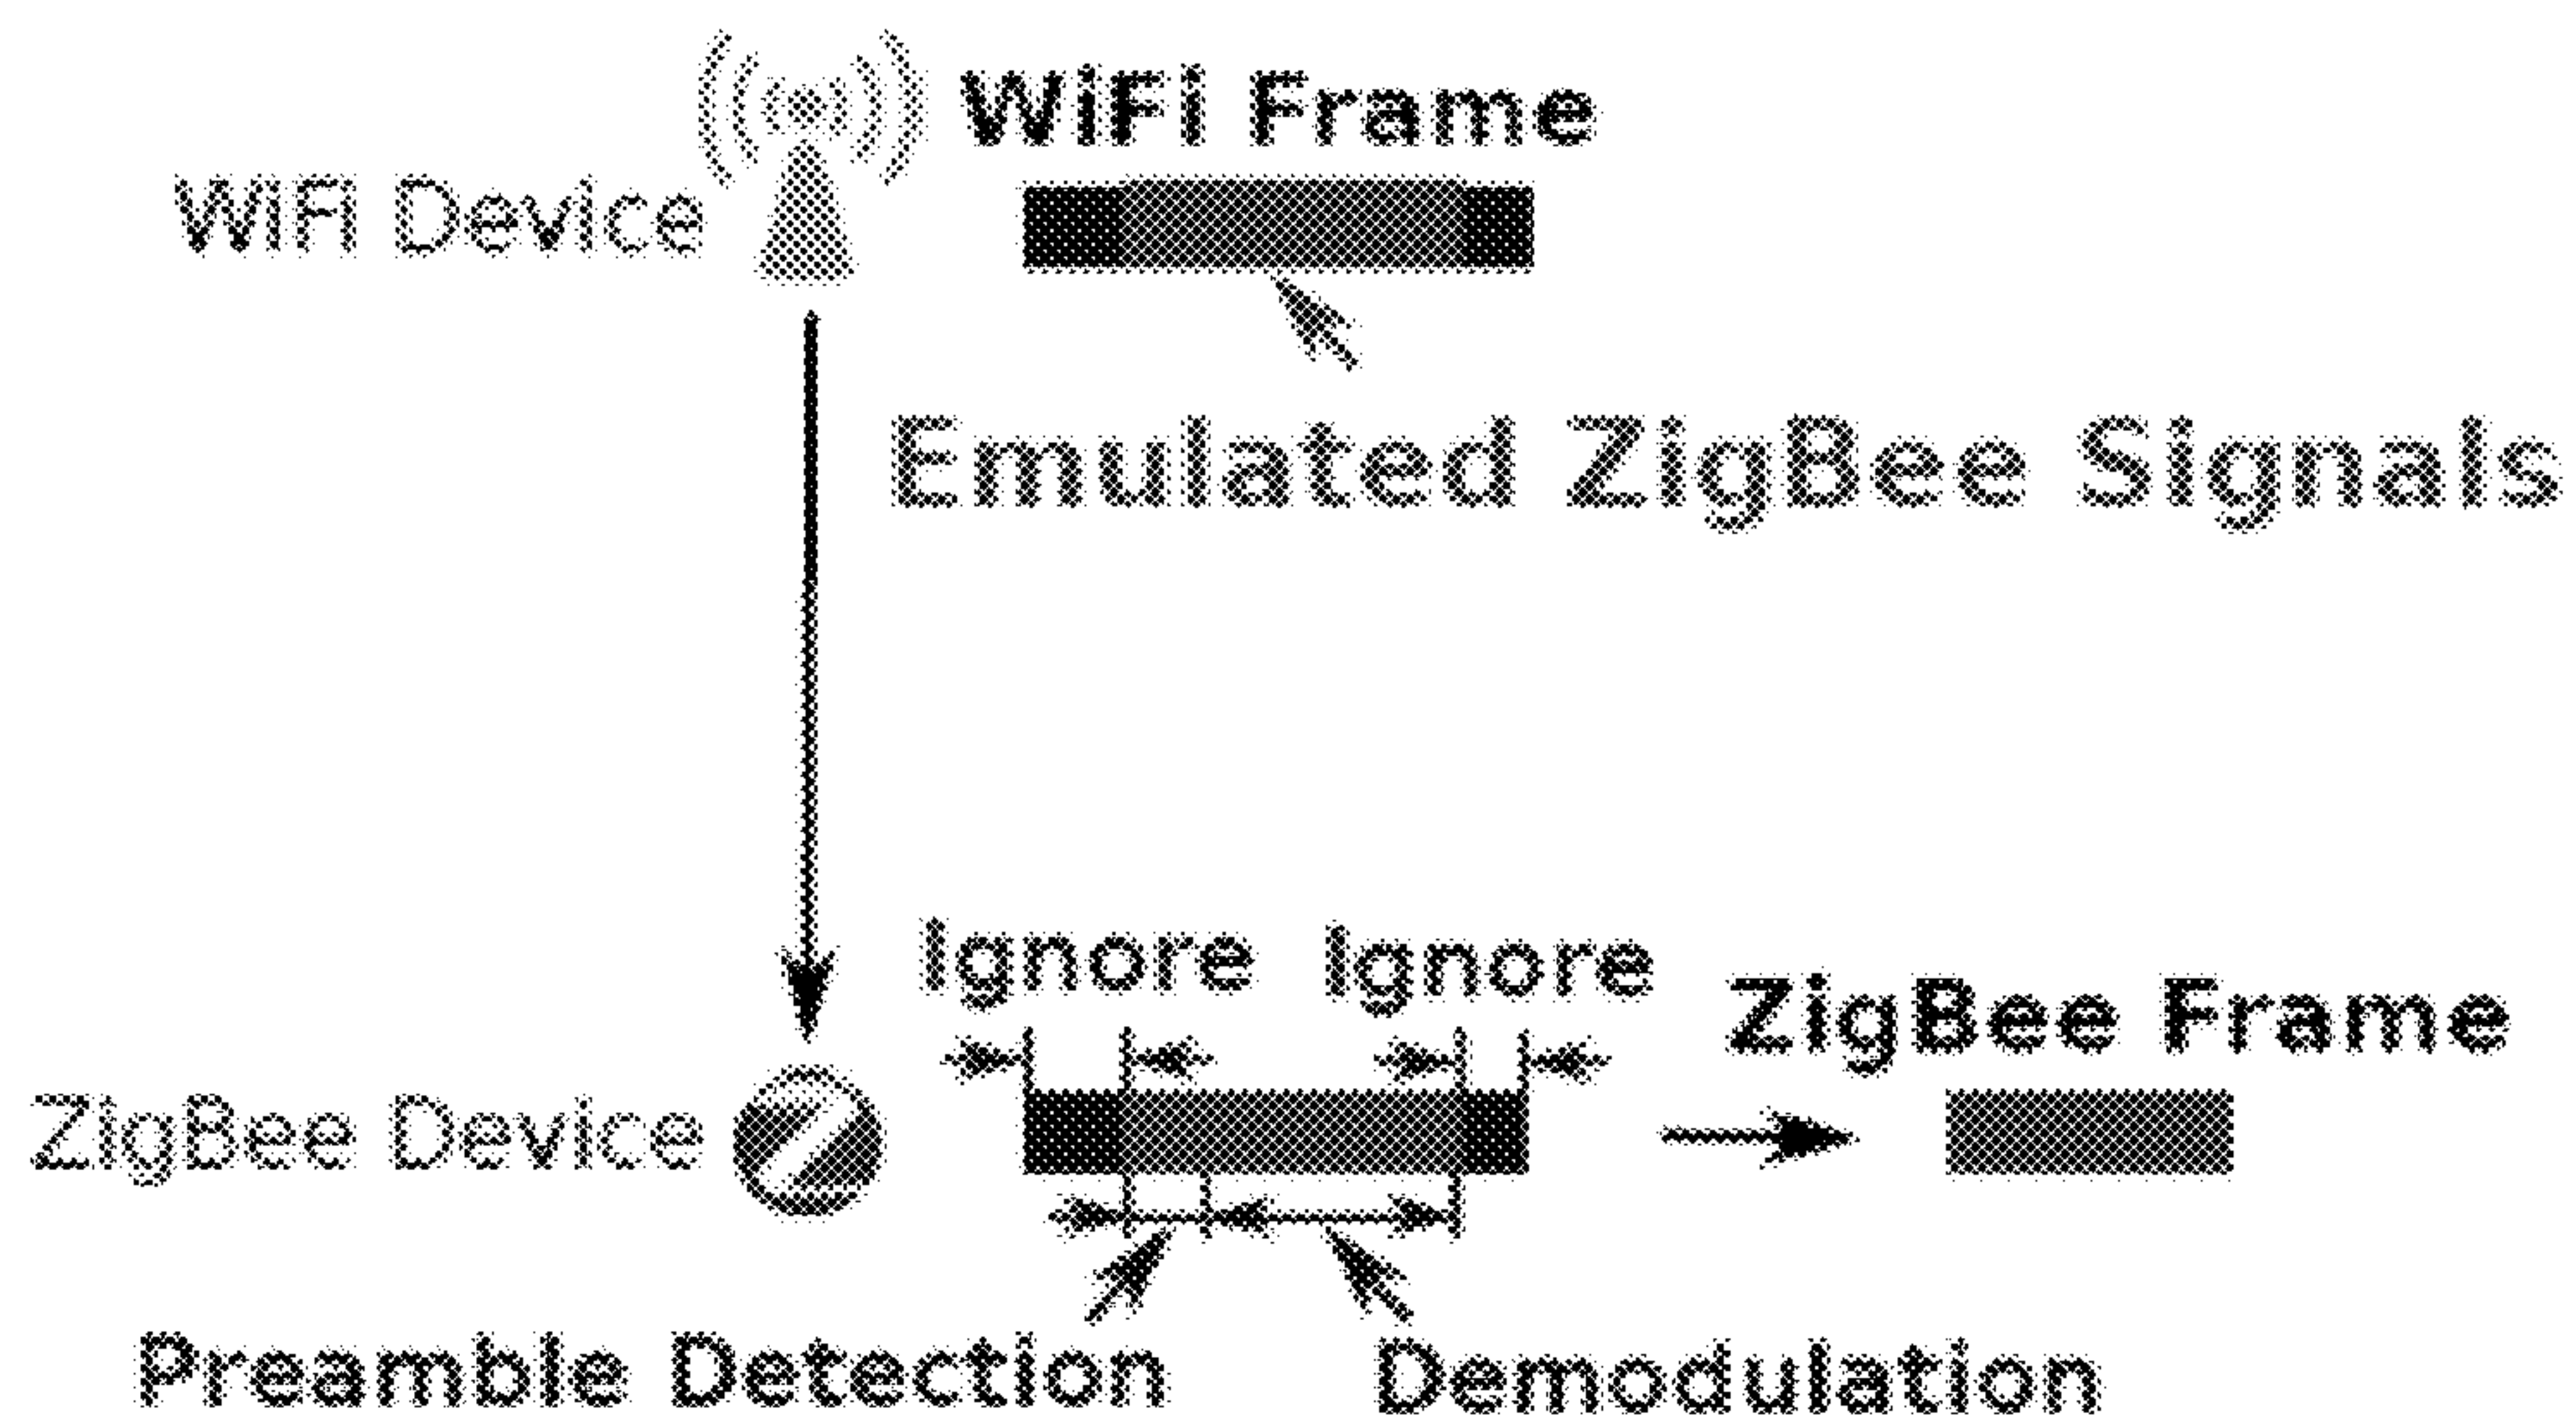 WiFi Frame
WiFi Device
Emulated ZigBee Signals
Ignore Ignore
ZigBee Frame
ZigBee Device
Preamble Detection
Demodulation